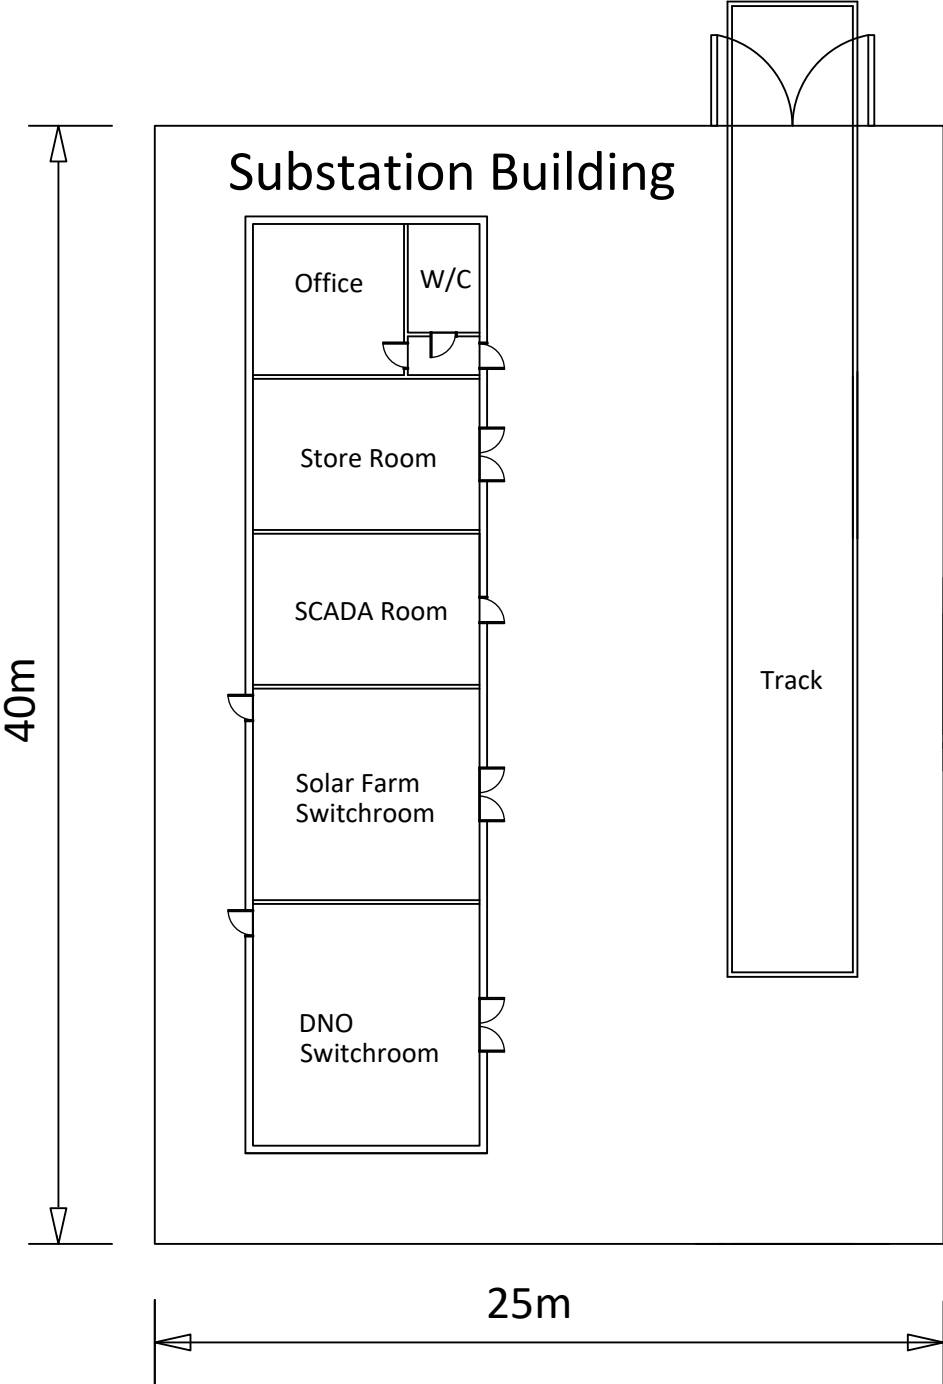 Substation Building
Office
W/C
Store Room
SCADA Room
Track
40m
Solar Farm
Switchroom
DNO
Switchroom
25m